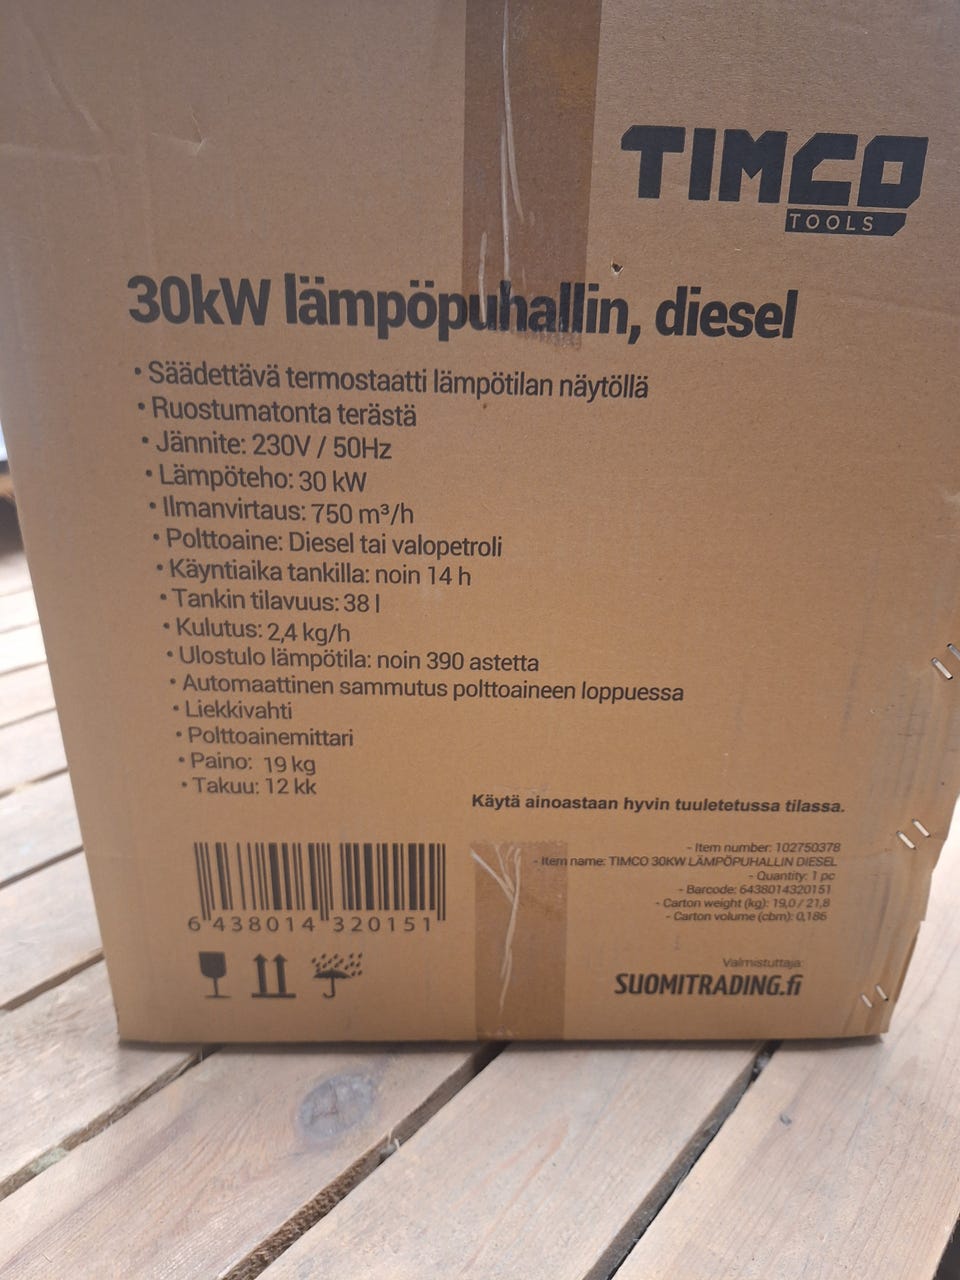 TIMCO
TOOLS
30kW lämpöpuhallin, diesel
• Säädettävä termostaatti lämpötilan näytöllä
• Ruostumatonta terästä
• Jännite: 230V / 50Hz
• Lämpöteho: 30 kW
• Ilmanvirtaus: 750 m³/h
• Polttoaine: Diesel tai valopetroli
• Käyntiaika tankilla: noin 14 h
• Tankin tilavuus: 38 l
• Kulutus: 2,4 kg/h
• Ulostulo lämpötila: noin 390 astetta
• Automaattinen sammutus polttoaineen loppuessa
• Liekkivahti
• Polttoainemittari
• Paino: 19 kg
• Takuu: 12 kk
Käytä ainoastaan hyvin tuuletetussa tilassa.
- Item number: 102750378
- Item name: TIMCO 30KW LÄMPÖPUHALLIN DIESEL
- Quantity: 1 pc
- Barcode: 6438014320151
- Carton weight (kg): 19,0 / 21,8
- Carton volume (cbm): 0,186
6 438014 320151
Valmistuttaja:
SUOMITRADING.fi